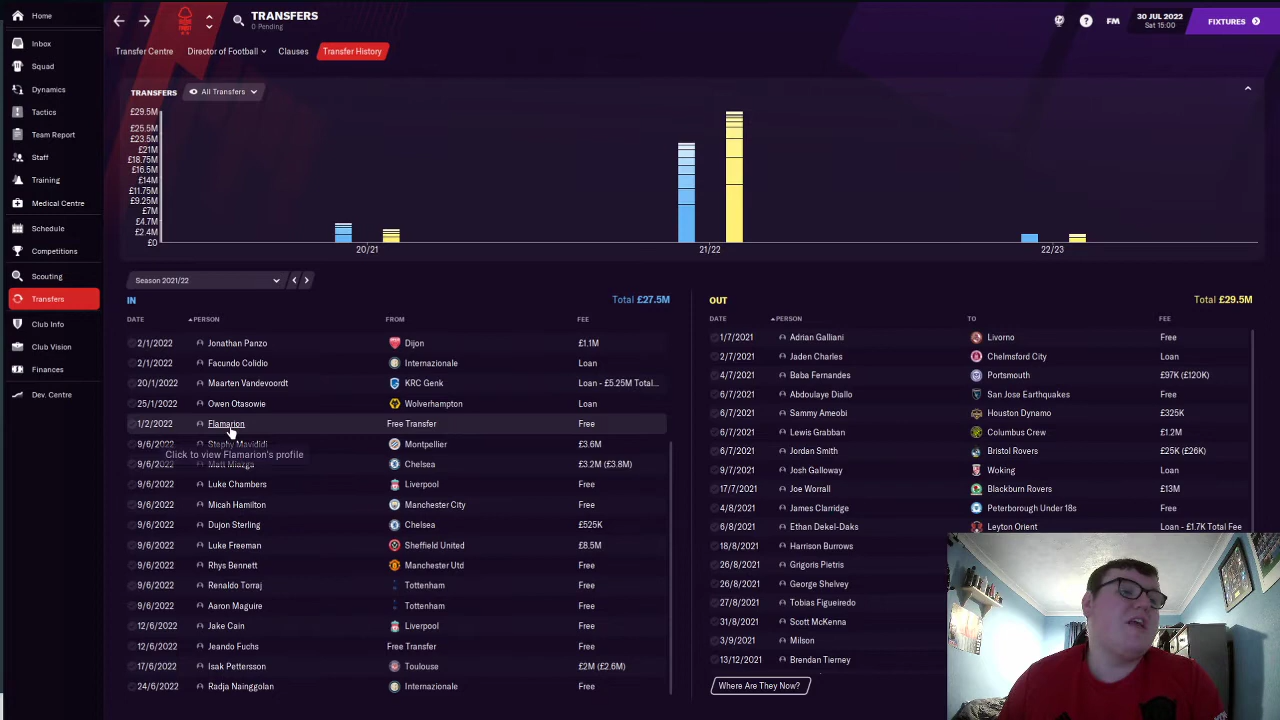 Home
TRANSFERS
0 Pending
30 JUL 2022
Sat 15:00
FM
FIXTURES
Inbox
Squad
Dynamics
Tactics
Team Report
Staff
Training
Medical Centre
Schedule
Competitions
Scouting
Transfers
Club Info
Club Vision
Finances
Dev. Centre
Transfer Centre Director of Football Clauses Transfer History
TRANSFERS All Transfers
£29.5M
£25.5M
£23.5M
£21M
£18.75M
£16.5M
£14M
£11.75M
£9.25M
£7M
£4.7M
£2.4M
£0
20/21 21/22 22/23
Season 2021/22
IN Total £27.5M
DATE PERSON FROM FEE
2/1/2022 Jonathan Panzo Dijon £1.1M
2/1/2022 Facundo Colidio Internazionale Loan
20/1/2022 Maarten Vandevoordt KRC Genk Loan - £5.25M Total...
25/1/2022 Owen Otasowie Wolverhampton Loan
1/2/2022 Flamarion Free Transfer Free
9/6/2022 Stephy Mavididi Montpellier £3.6M
Click to view Flamarion's profile
9/6/2022 Matt Miazga Chelsea £3.2M (£3.8M)
9/6/2022 Luke Chambers Liverpool Free
9/6/2022 Micah Hamilton Manchester City Free
9/6/2022 Dujon Sterling Chelsea £525K
9/6/2022 Luke Freeman Sheffield United £8.5M
9/6/2022 Rhys Bennett Manchester Utd Free
9/6/2022 Renaldo Torraj Tottenham Free
9/6/2022 Aaron Maguire Tottenham Free
12/6/2022 Jake Cain Liverpool Free
12/6/2022 Jeando Fuchs Free Transfer Free
17/6/2022 Isak Pettersson Toulouse £2M (£2.6M)
24/6/2022 Radja Nainggolan Internazionale Free
OUT Total £29.5M
DATE PERSON TO FEE
1/7/2021 Adrian Galliani Livorno Free
2/7/2021 Jaden Charles Chelmsford City Loan
4/7/2021 Baba Fernandes Portsmouth £97K (£120K)
6/7/2021 Abdoulaye Diallo San Jose Earthquakes Free
6/7/2021 Sammy Ameobi Houston Dynamo £325K
6/7/2021 Lewis Grabban Columbus Crew £1.2M
6/7/2021 Jordan Smith Bristol Rovers £25K (£26K)
9/7/2021 Josh Galloway Woking Loan
17/7/2021 Joe Worrall Blackburn Rovers £13M
4/8/2021 James Clarridge Peterborough Under 18s Free
6/8/2021 Ethan Dekel-Daks Leyton Orient Loan - £1.7K Total Fee
18/8/2021 Harrison Burrows
26/8/2021 Grigoris Pietris
26/8/2021 George Shelvey
27/8/2021 Tobias Figueiredo
31/8/2021 Scott McKenna
3/9/2021 Milson
13/12/2021 Brendan Tierney
Where Are They Now?